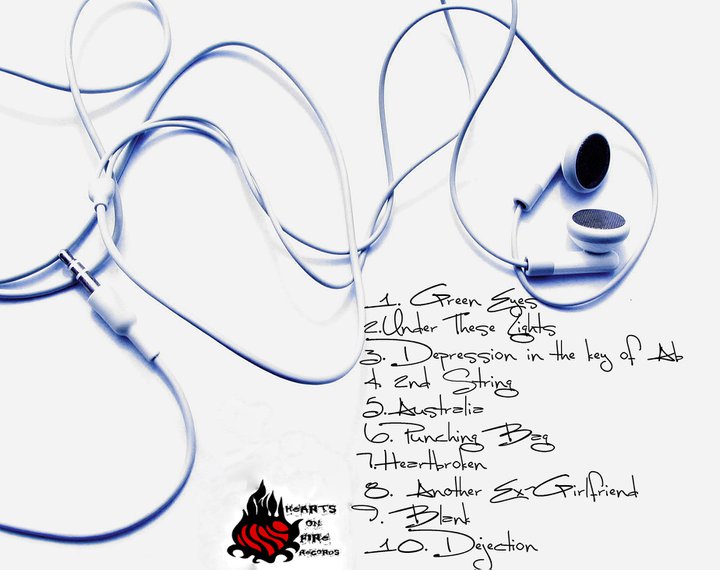 1. Green Eyes
2. Under These Lights
3. Depression in the key of Ab
4. 2nd String
5. Australia
6. Punching Bag
7. Heartbroken
8. Another Ex-Girlfriend
9. Blank
10. Dejection
HEARTS
ON
FIRE
RECORDS